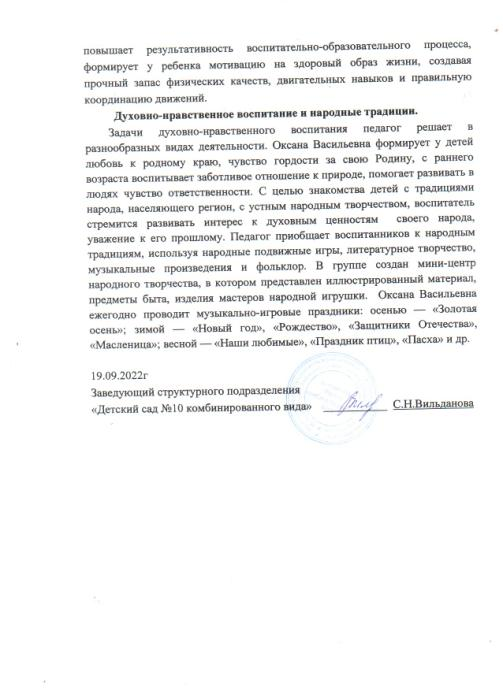 повышает результативность воспитательно-образовательного процесса,
формирует у ребенка мотивацию на здоровый образ жизни, создавая
прочный запас физических качеств, двигательных навыков и правильную
координацию движений.
Духовно-нравственное воспитание и народные традиции.
Задачи духовно-нравственного воспитания педагог решает в
разнообразных видах деятельности. Оксана Васильевна формирует у детей
любовь к родному краю, чувство гордости за свою Родину, с раннего
возраста воспитывает заботливое отношение к природе, помогает развивать в
людях чувство ответственности. С целью знакомства детей с традициями
народа, населяющего регион, с устным народным творчеством, воспитатель
стремится развивать интерес к духовным ценностям своего народа,
уважение к его прошлому. Педагог приобщает воспитанников к народным
традициям, используя народные подвижные игры, литературное творчество,
музыкальные произведения и фольклор. В группе создан мини-центр
народного творчества, в котором представлен иллюстрированный материал,
предметы быта, изделия мастеров народной игрушки. Оксана Васильевна
ежегодно проводит музыкально-игровые праздники: осенью — «Золотая
осень»; зимой — «Новый год», «Рождество», «Защитники Отечества»,
«Масленица»; весной — «Наши любимые», «Праздник птиц», «Пасха» и др.
19.09.2022г
Заведующий структурного подразделения
«Детский сад №10 комбинированного вида» С.Н.Вильданова